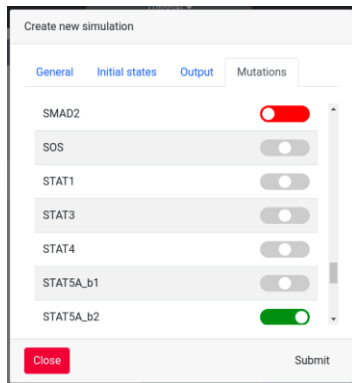 Create new simulation
General Initial states Output Mutations
SMAD2
SOS
STAT1
STAT3
STAT4
STAT5A_b1
STAT5A_b2
Close Submit